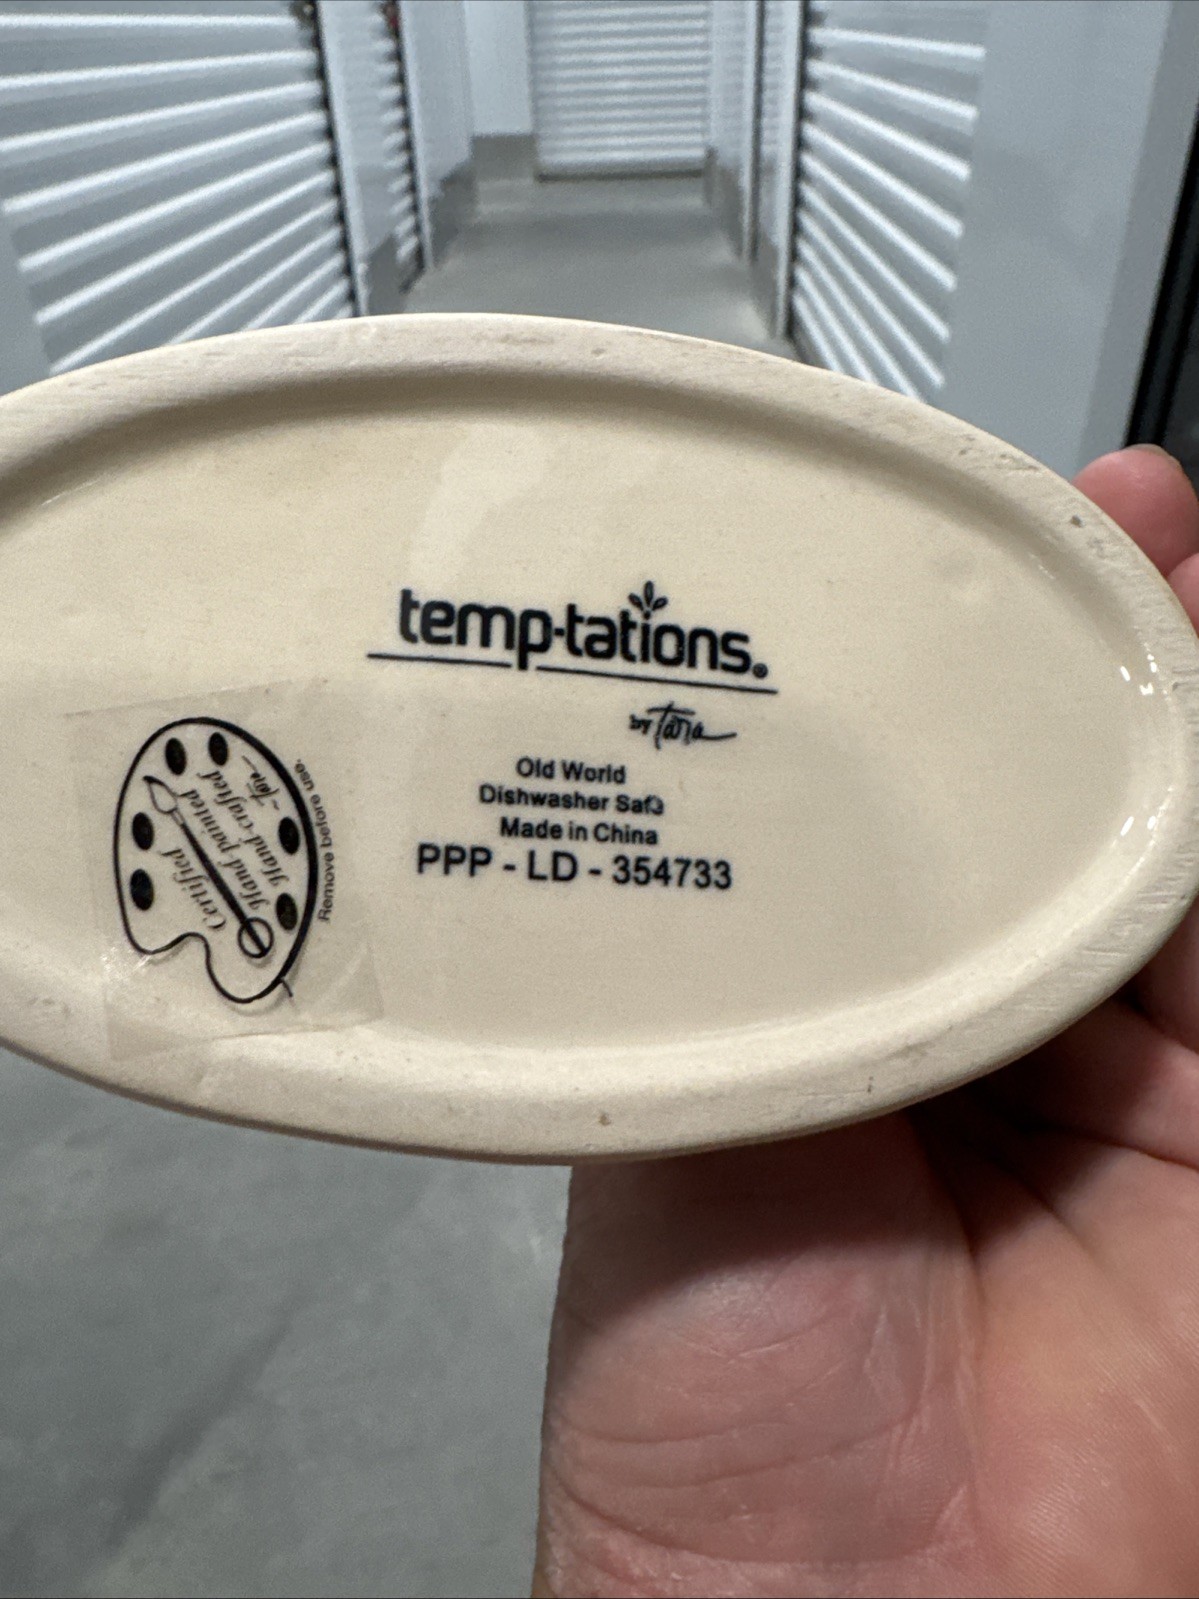 temp-tations®
by Tara
Old World
Dishwasher Safe
Made in China
PPP - LD - 354733
Certified
Hand-painted
Hand-crafted
Tara
Remove before use.